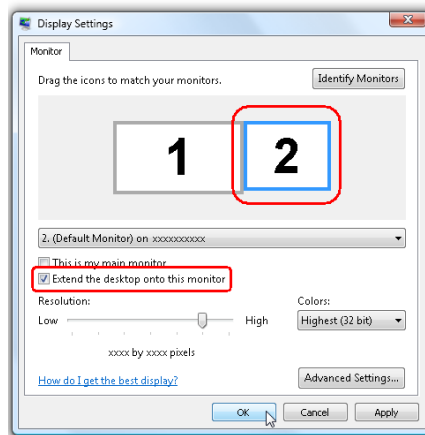 Display Settings
Monitor
Drag the icons to match your monitors.
Identify Monitors
1
2
2. (Default Monitor) on xxxxxxxxxx
This is my main monitor
Extend the desktop onto this monitor
Resolution:
Colors:
Low
High
Highest (32 bit)
xxxx by xxxx pixels
How do I get the best display?
Advanced Settings...
OK
Cancel
Apply